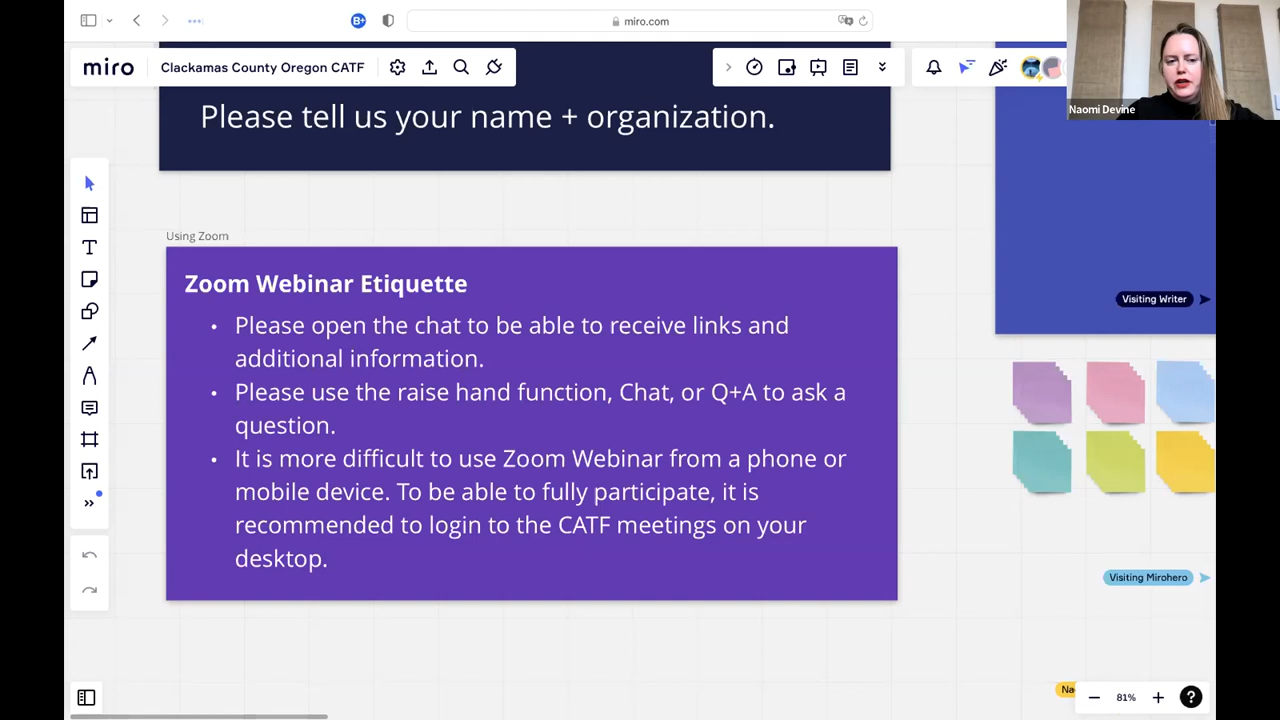 miro.com
miro
Clackamas County Oregon CATF
Naomi Devine
Please tell us your name + organization.
Using Zoom
Zoom Webinar Etiquette
• Please open the chat to be able to receive links and
additional information.
• Please use the raise hand function, Chat, or Q+A to ask a
question.
• It is more difficult to use Zoom Webinar from a phone or
mobile device. To be able to fully participate, it is
recommended to login to the CATF meetings on your
desktop.
Visiting Writer
Visiting Mirohero
Na
81%